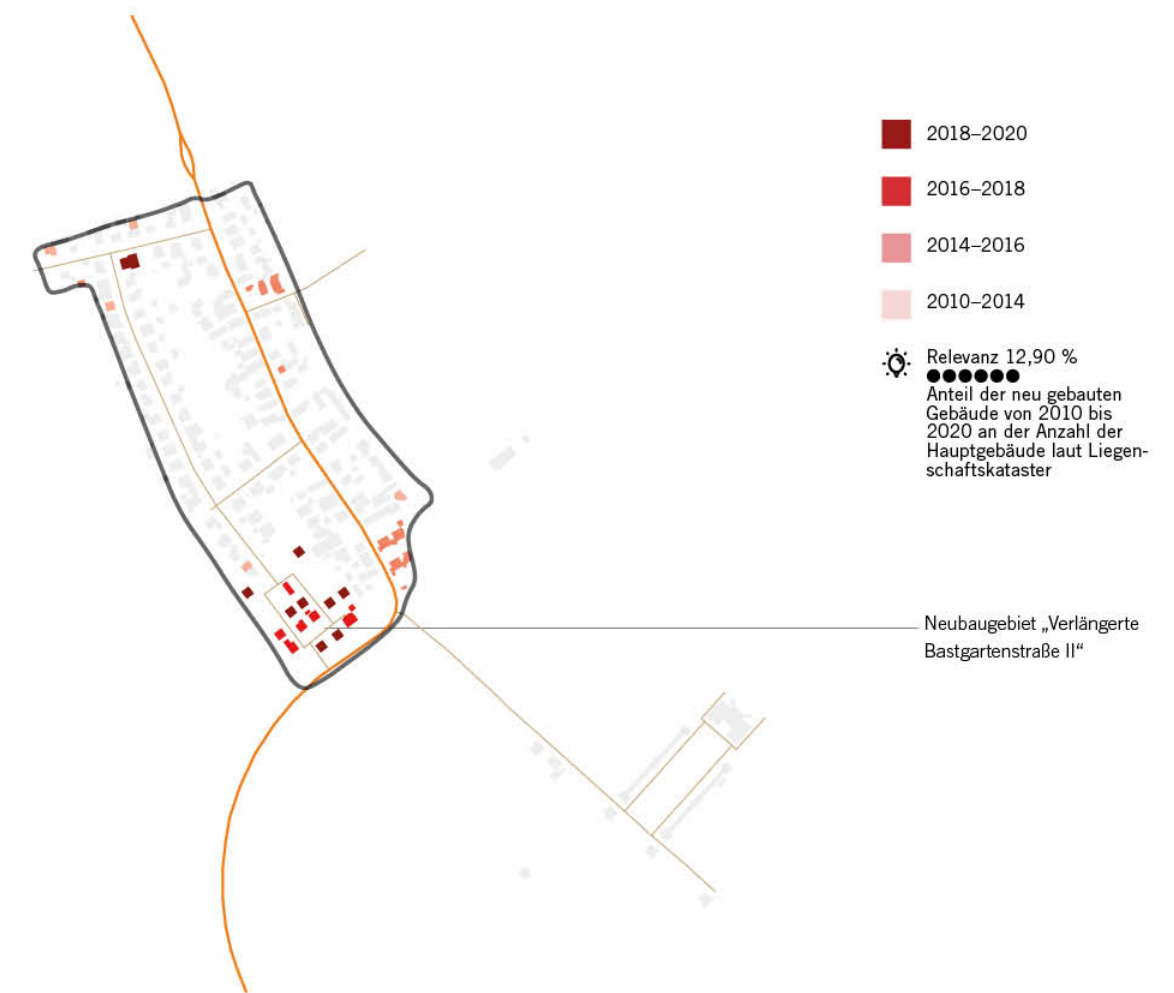 2018–2020
2016–2018
2014–2016
2010–2014
Relevanz 12,90 %
Anteil der neu gebauten
Gebäude von 2010 bis
2020 an der Anzahl der
Hauptgebäude laut Liegen-
schaftskataster
Neubaugebiet „Verlängerte
Bastgartenstraße II“